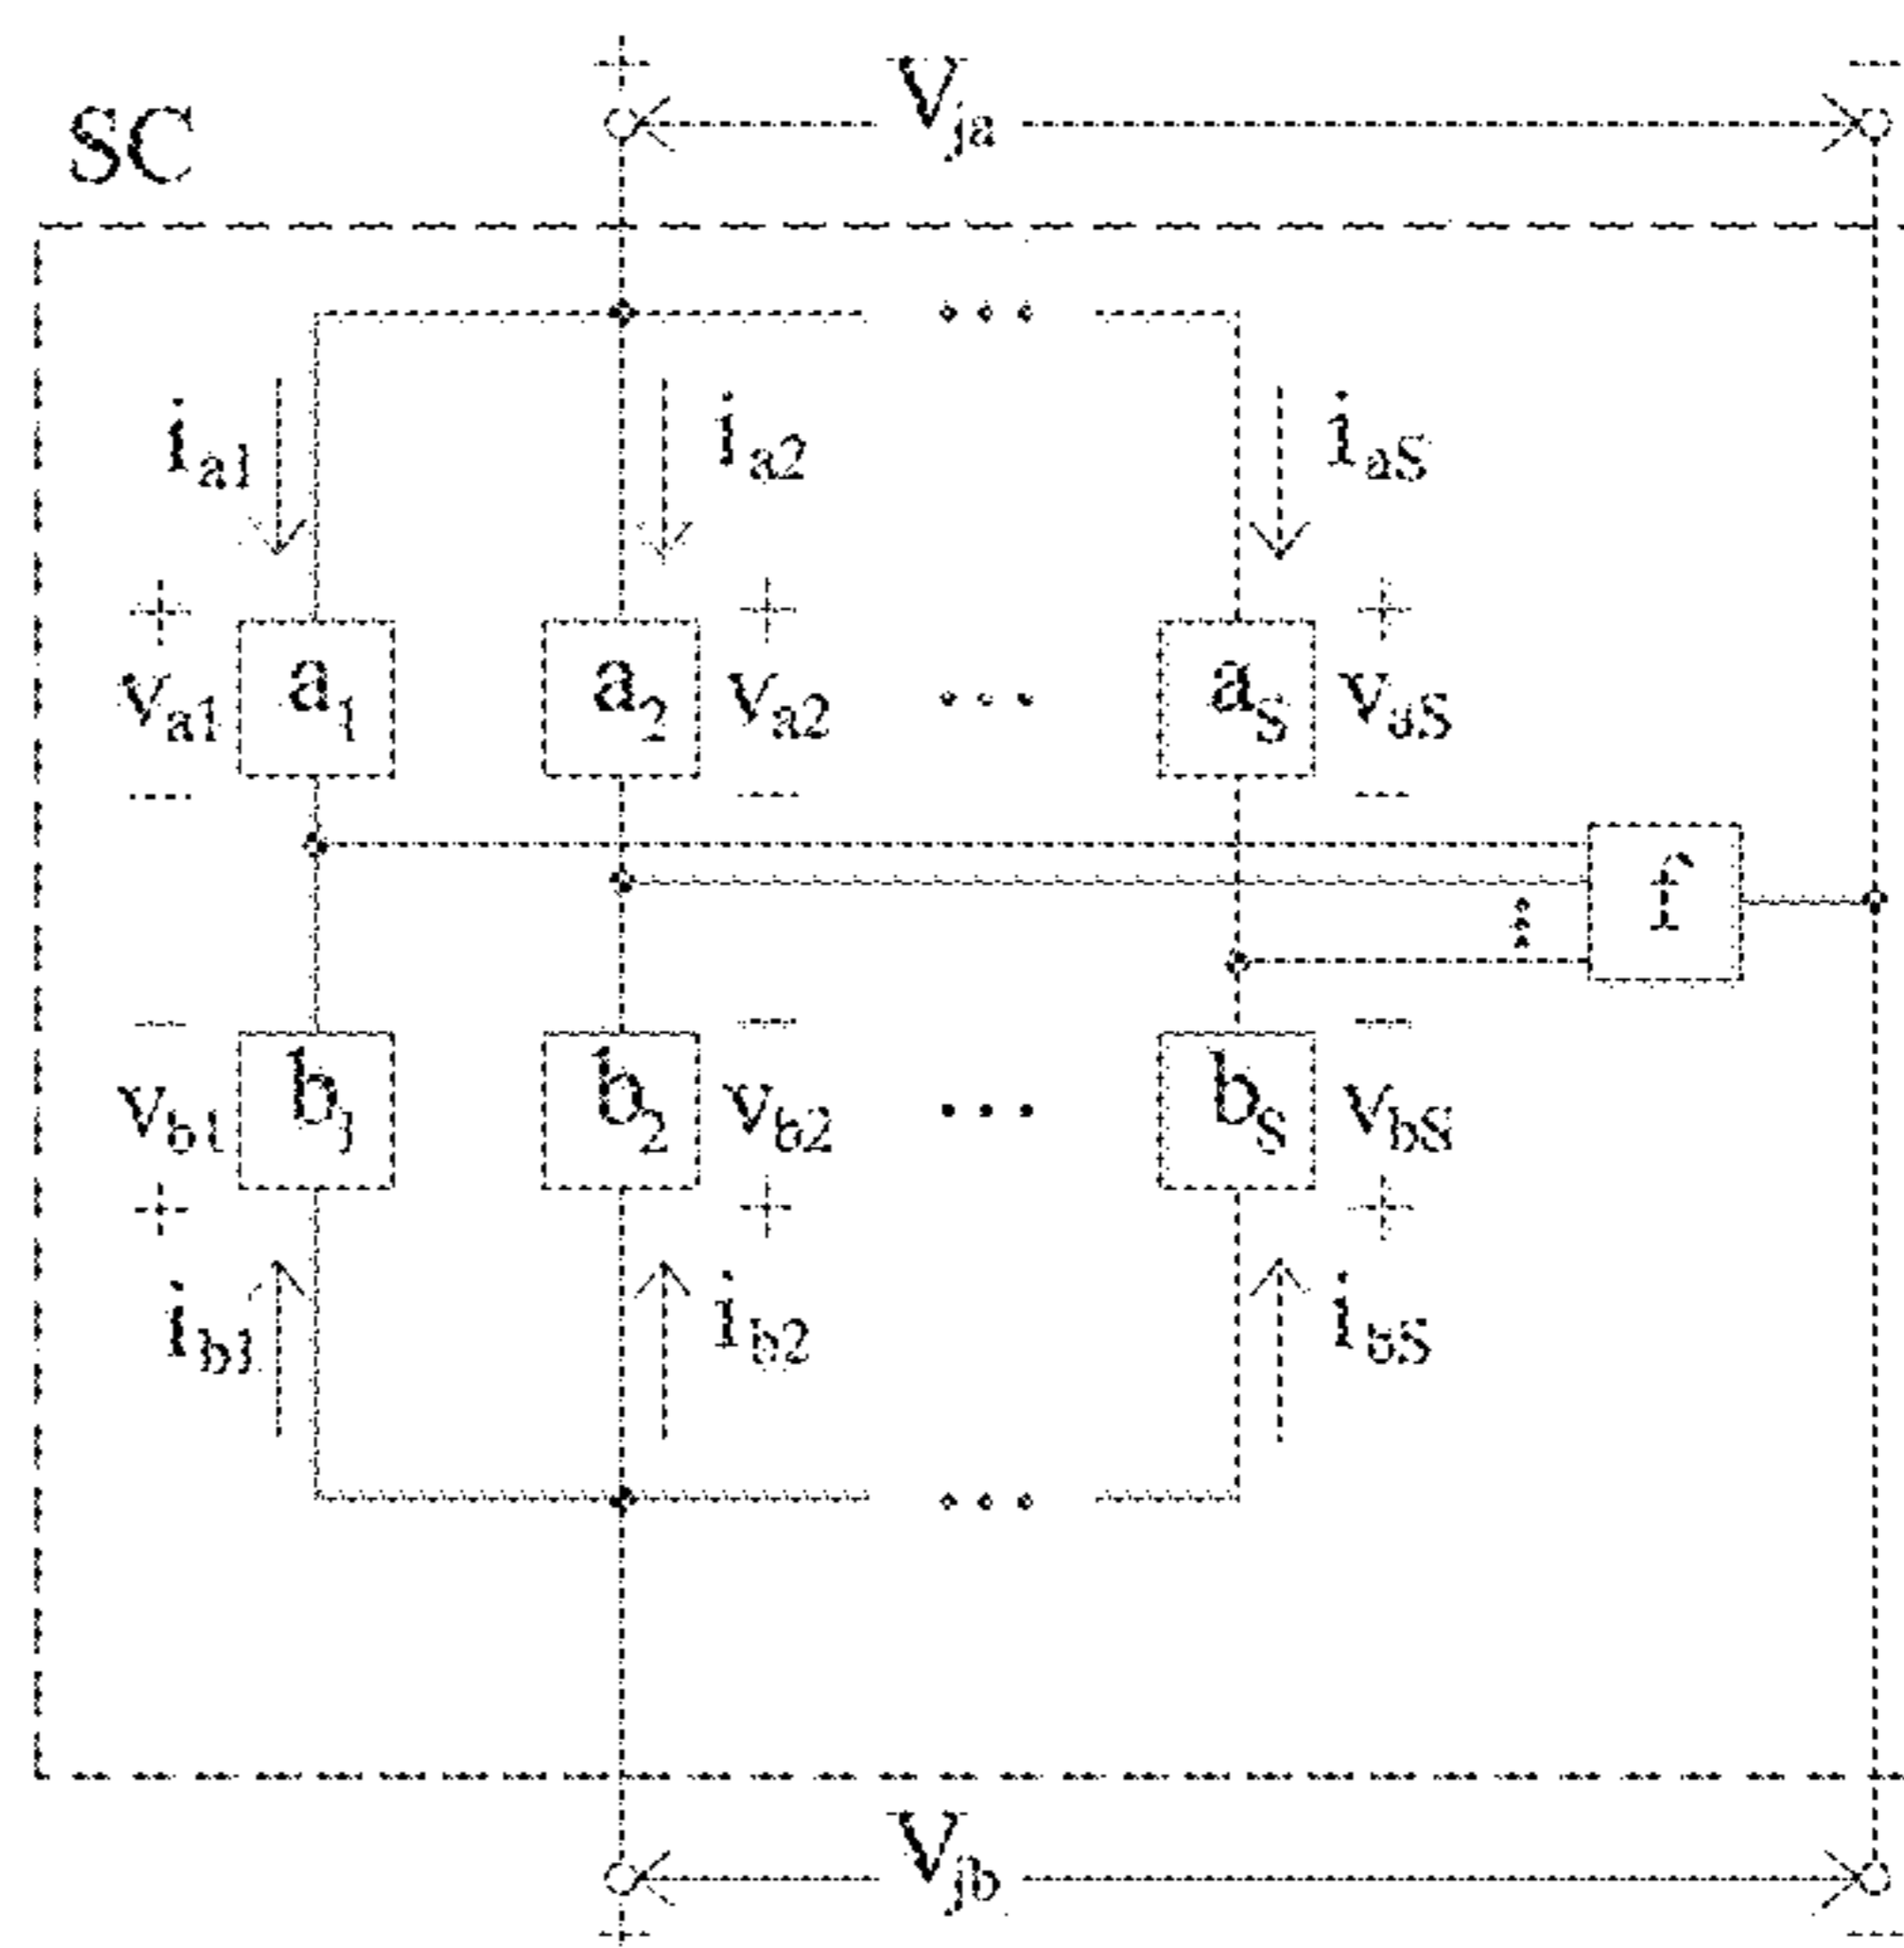 + V_ja −
SC
...
i_a1 i_a2 i_aS
+ + +
v_a1 a_1 a_2 v_a2 ... a_S v_aS
− − −
f
⋮
− − −
v_b1 b_1 b_2 v_b2 ... b_S v_bS
+ + +
i_b1 i_b2 i_bS
...
V_jb
+ −